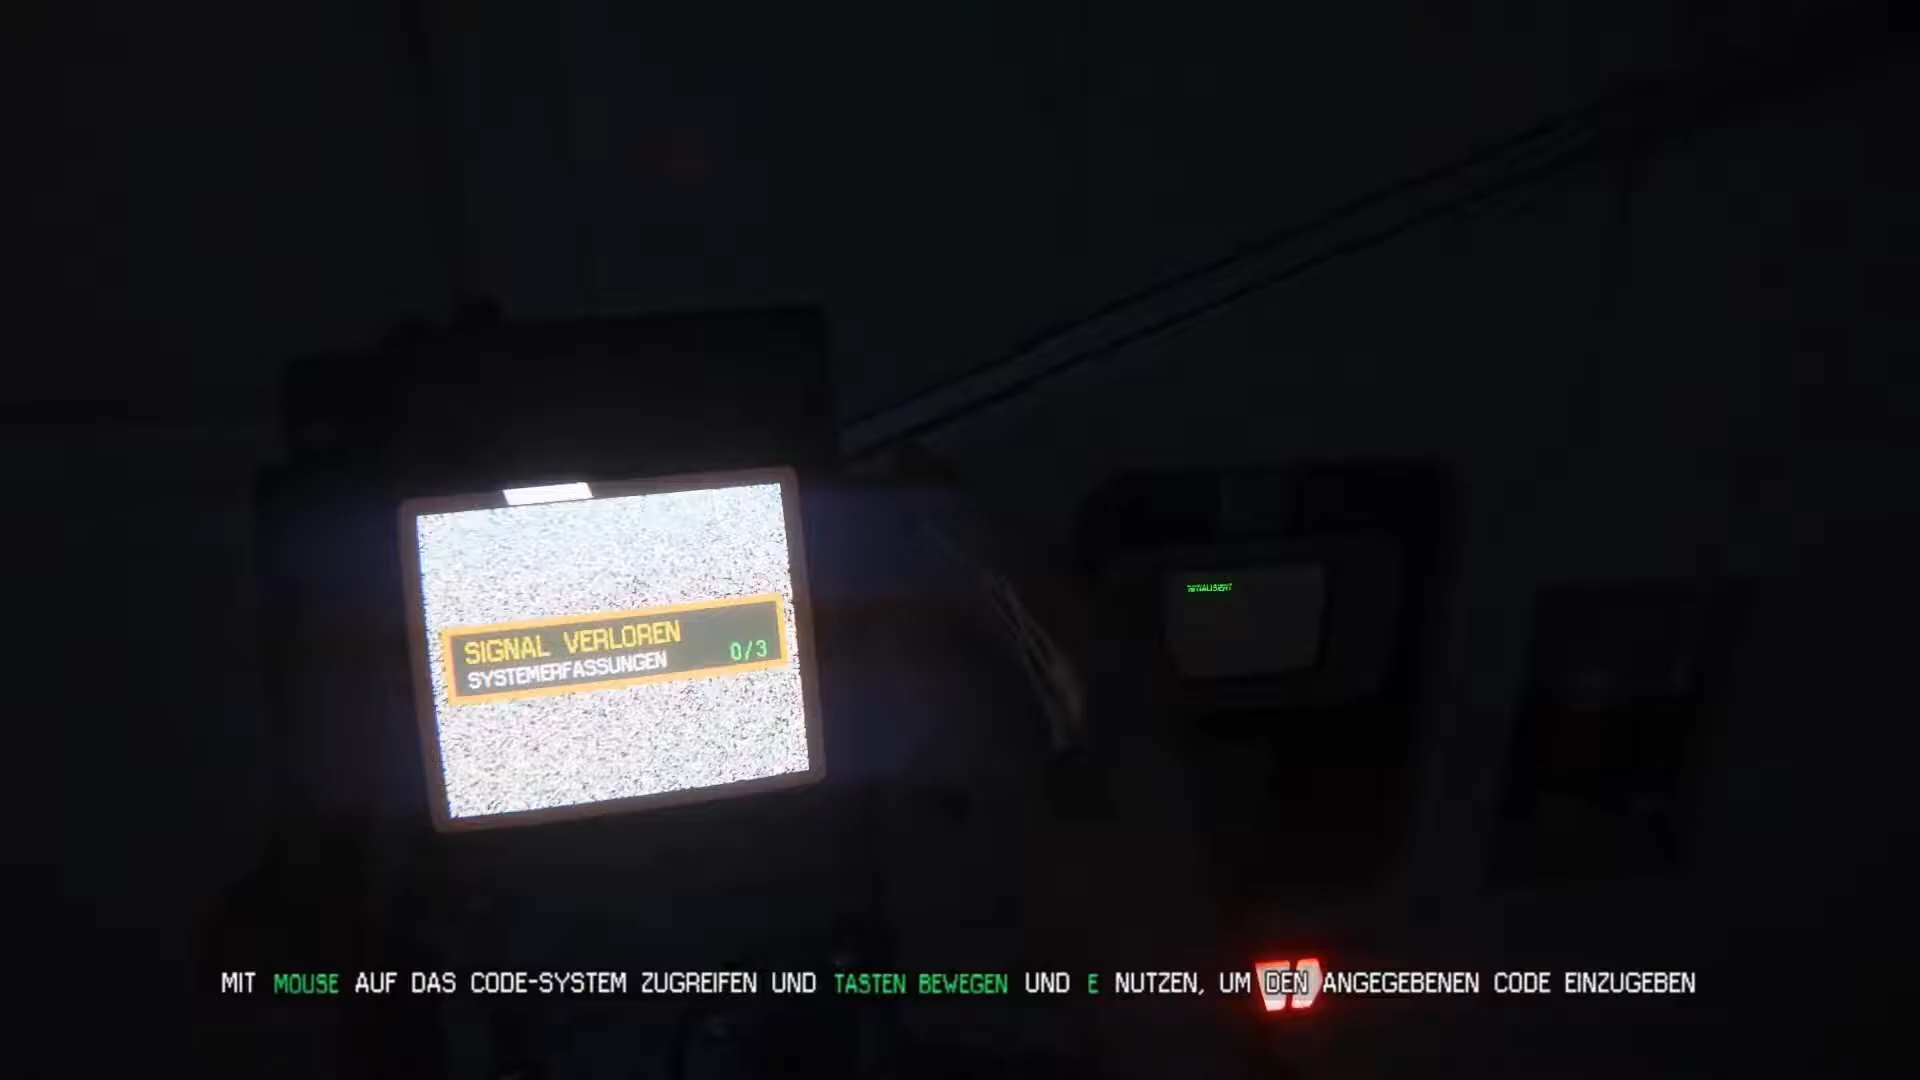 SIGNAL VERLOREN
SYSTEMERFASSUNGEN 0/3
MIT MOUSE AUF DAS CODE-SYSTEM ZUGREIFEN UND TASTEN BEWEGEN UND E NUTZEN, UM DEN ANGEGEBENEN CODE EINZUGEBEN